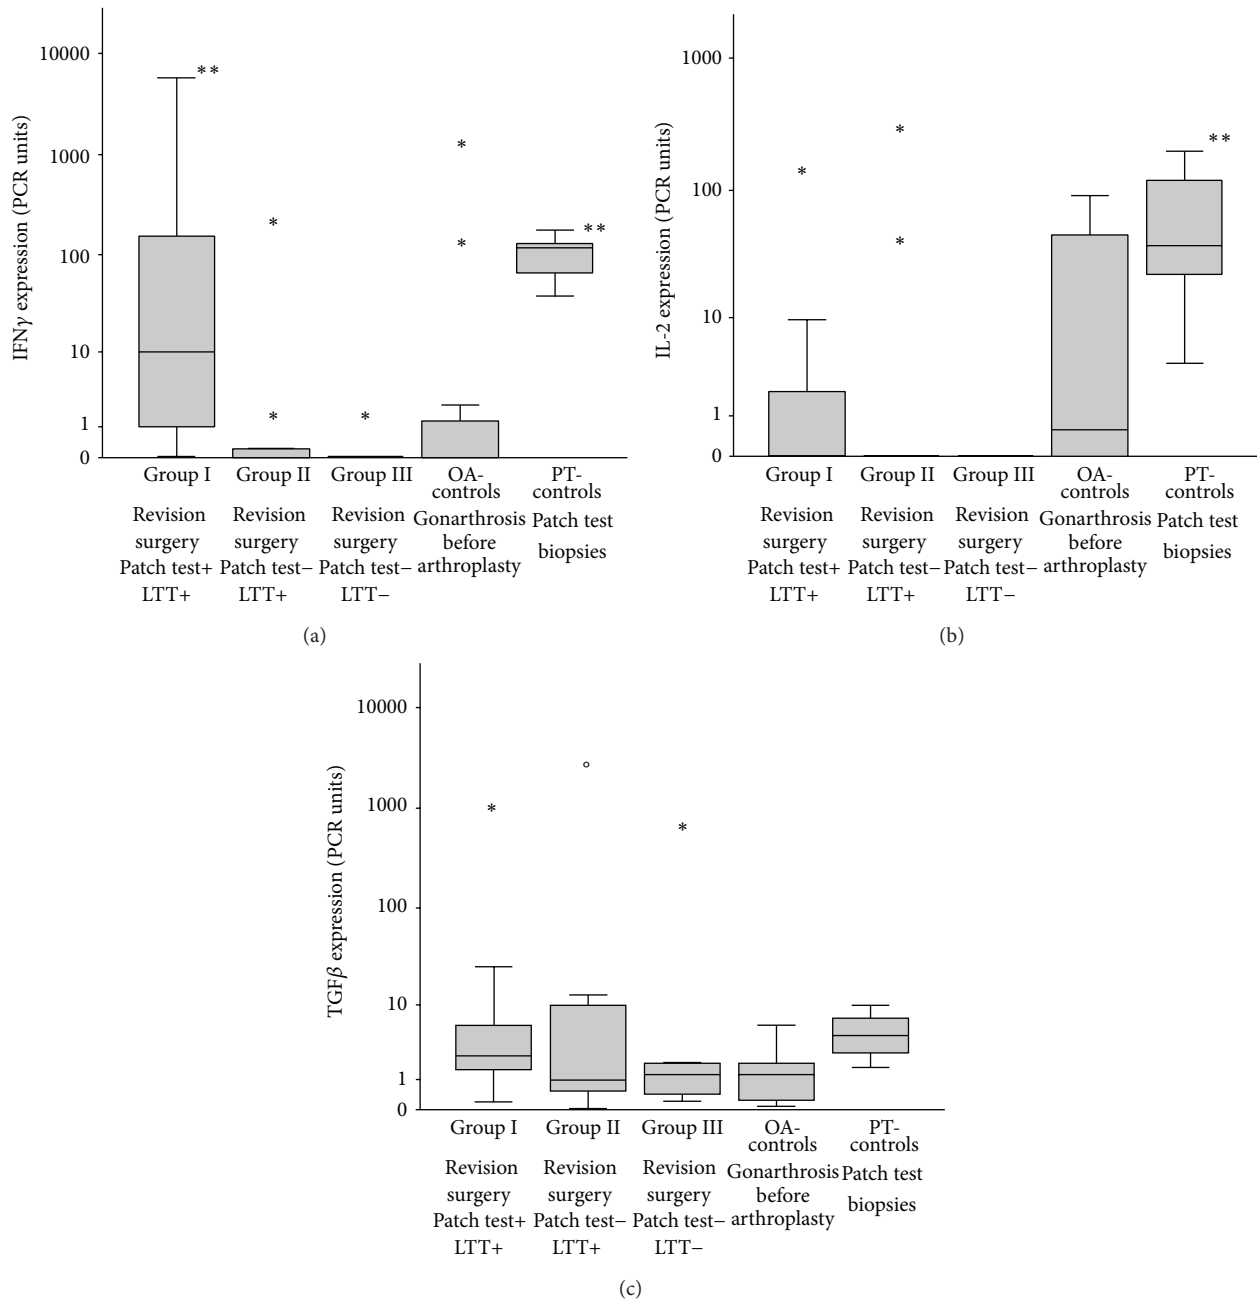 IFNγ expression (PCR units)
10000
1000
100
10
1
0
**
*
*
*
*
*
**
Group I
Group II
Group III
OA-
controls
PT-
controls
Revision
surgery
Patch test+
LTT+
Revision
surgery
Patch test−
LTT+
Revision
surgery
Patch test−
LTT−
Gonarthrosis
before
arthroplasty
Patch test
biopsies
(a)
IL-2 expression (PCR units)
1000
100
10
1
0
*
*
*
**
Group I
Group II
Group III
OA-
controls
PT-
controls
Revision
surgery
Patch test+
LTT+
Revision
surgery
Patch test−
LTT+
Revision
surgery
Patch test−
LTT−
Gonarthrosis
before
arthroplasty
Patch test
biopsies
(b)
TGFβ expression (PCR units)
10000
1000
100
10
1
0
*
*
Group I
Group II
Group III
OA-
controls
PT-
controls
Revision
surgery
Patch test+
LTT+
Revision
surgery
Patch test−
LTT+
Revision
surgery
Patch test−
LTT−
Gonarthrosis
before
arthroplasty
Patch test
biopsies
(c)